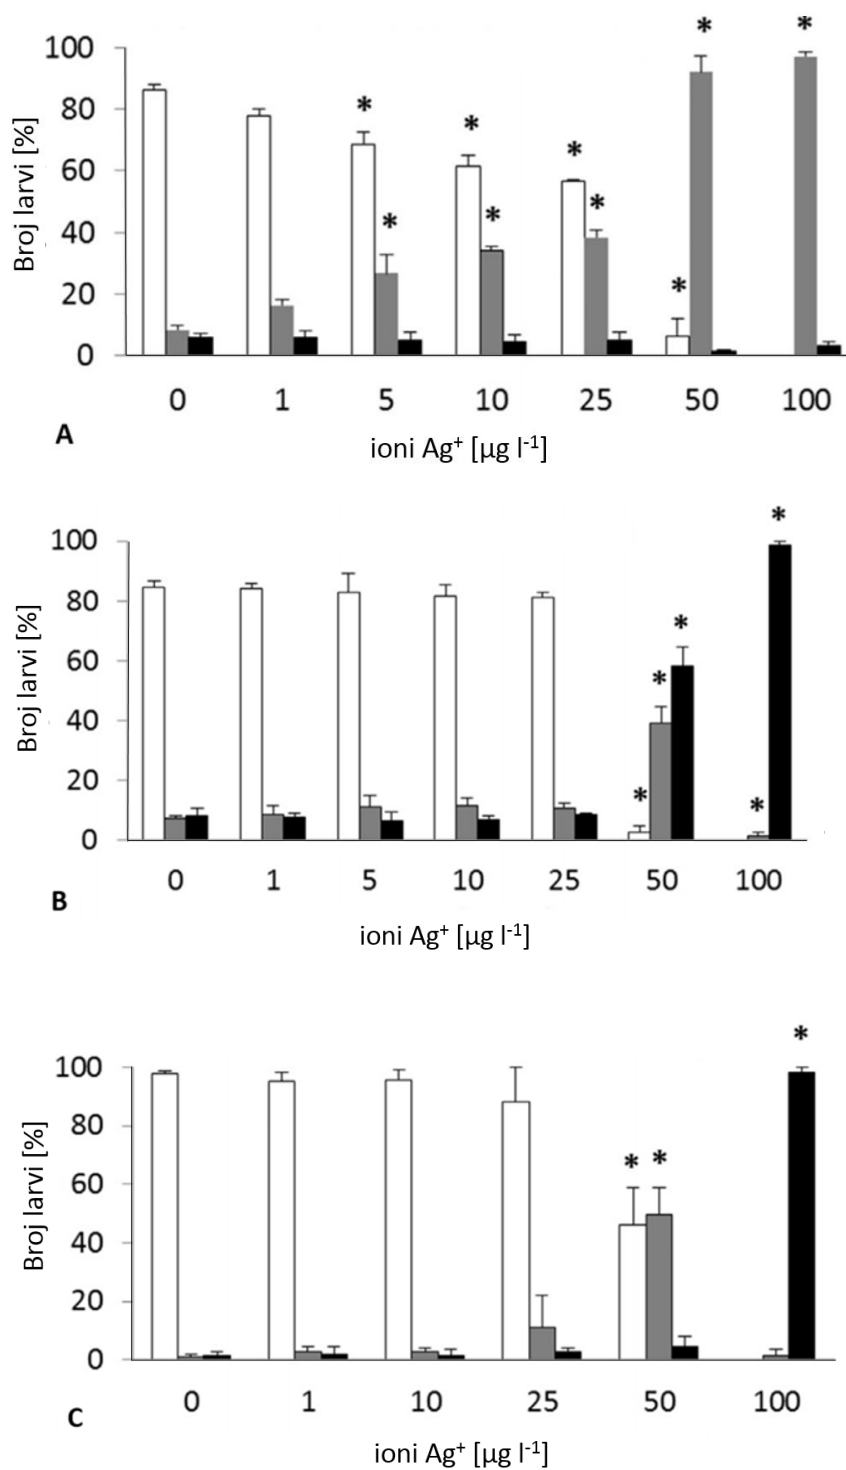 * *
100
80
60
40
20
0
Broj larvi [%]
* * * * * * *
0 1 5 10 25 50 100
A
ioni Ag⁺ [µg l⁻¹]
*
100
80
60
40
20
0
Broj larvi [%]
* * * *
0 1 5 10 25 50 100
B
ioni Ag⁺ [µg l⁻¹]
*
100
80
60
40
20
0
Broj larvi [%]
* *
0 1 10 25 50 100
C
ioni Ag⁺ [µg l⁻¹]